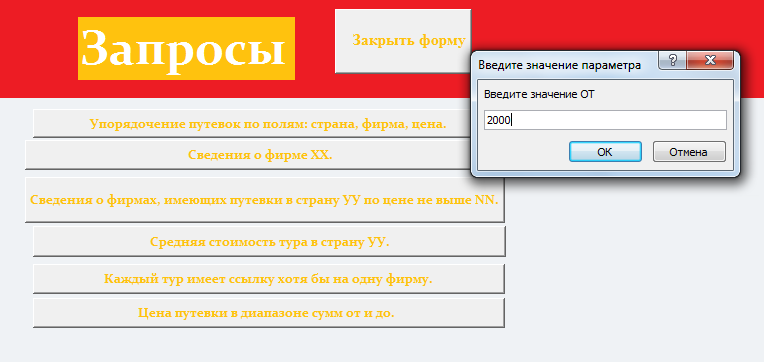 Запросы
Закрыть форму
Введите значение параметра
Введите значение ОТ
2000
ОК
Отмена
Упорядочение путевок по полям: страна, фирма, цена.
Сведения о фирме XX.
Сведения о фирмах, имеющих путевки в страну УУ по цене не выше NN.
Средняя стоимость тура в страну УУ.
Каждый тур имеет ссылку хотя бы на одну фирму.
Цена путевки в диапазоне сумм от и до.